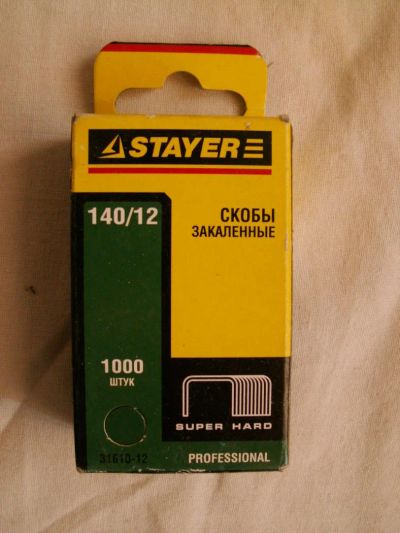 STAYER
140/12
СКОБЫ
ЗАКАЛЕННЫЕ
1000
ШТУК
SUPER HARD
31610-12
PROFESSIONAL